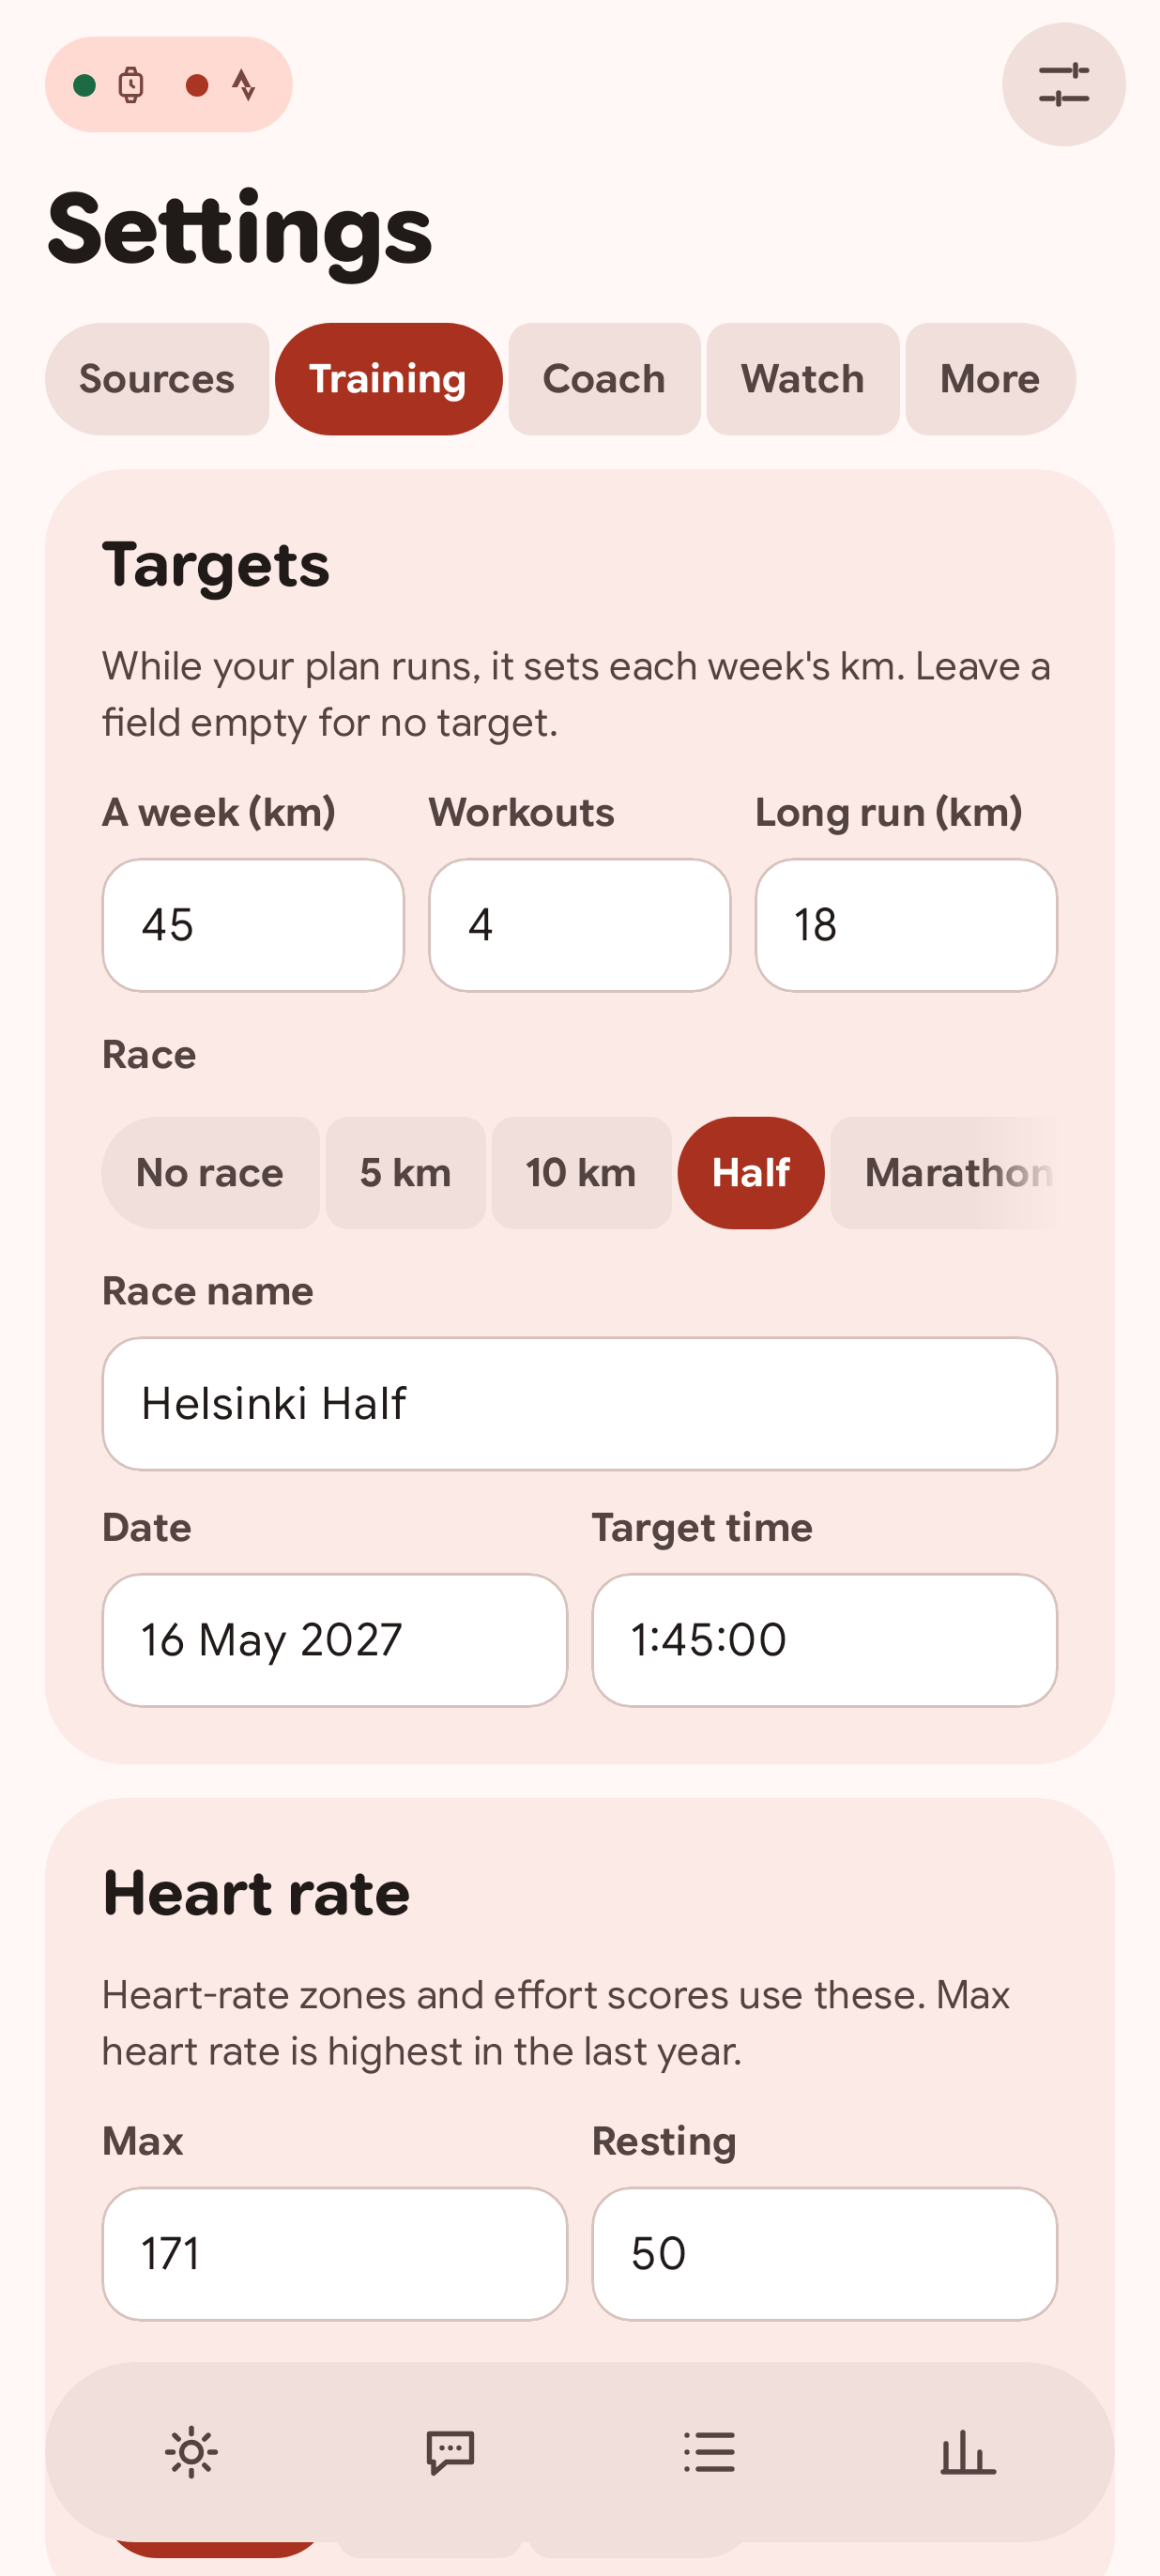 Settings
Sources Training Coach Watch More
Targets
While your plan runs, it sets each week's km. Leave a
field empty for no target.
A week (km) Workouts Long run (km)
45 4 18
Race
No race 5 km 10 km Half Marathon
Race name
Helsinki Half
Date Target time
16 May 2027 1:45:00
Heart rate
Heart-rate zones and effort scores use these. Max
heart rate is highest in the last year.
Max Resting
171 50